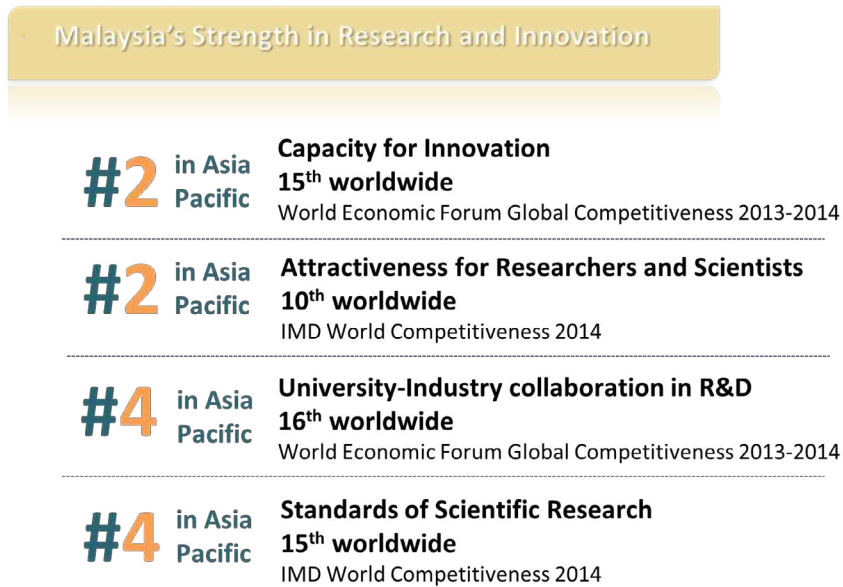 Malaysia's Strength in Research and Innovation
#2 in Asia Pacific
Capacity for Innovation
15th worldwide
World Economic Forum Global Competitiveness 2013-2014
#2 in Asia Pacific
Attractiveness for Researchers and Scientists
10th worldwide
IMD World Competitiveness 2014
#4 in Asia Pacific
University-Industry collaboration in R&D
16th worldwide
World Economic Forum Global Competitiveness 2013-2014
#4 in Asia Pacific
Standards of Scientific Research
15th worldwide
IMD World Competitiveness 2014